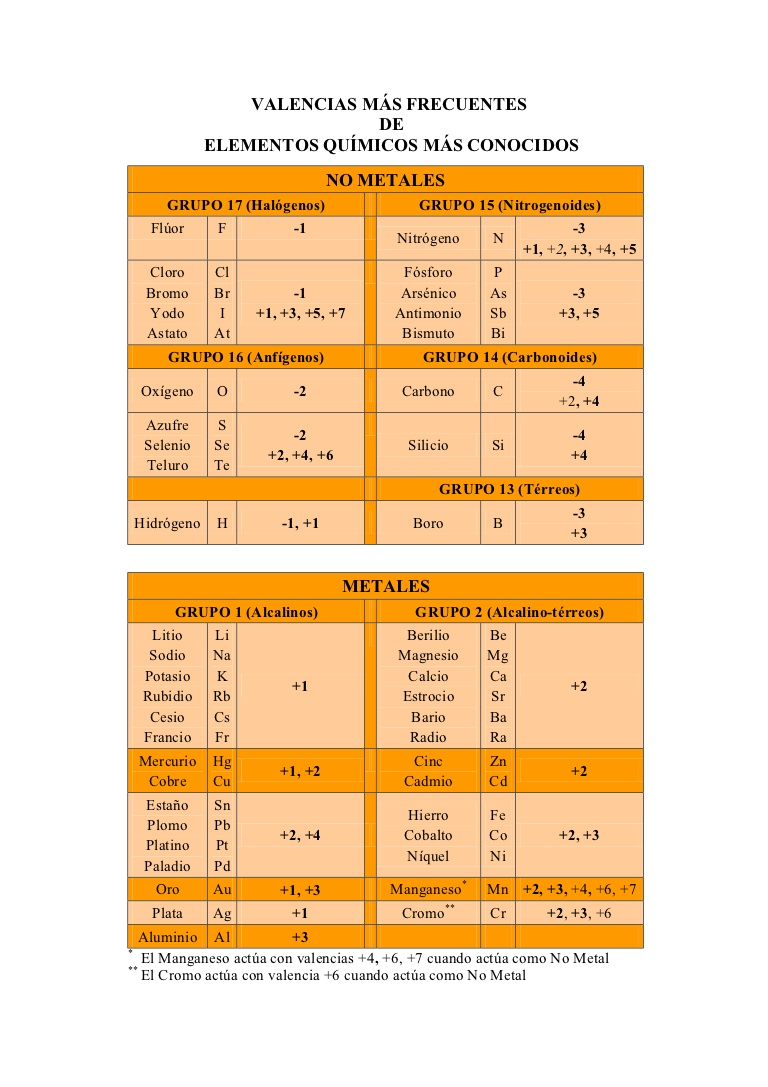 VALENCIAS MÁS FRECUENTES
DE
ELEMENTOS QUÍMICOS MÁS CONOCIDOS
NO METALES
GRUPO 17 (Halógenos) GRUPO 15 (Nitrogenoides)
Flúor F -1
Nitrógeno N -3
+1, +2, +3, +4, +5
Cloro Cl
Bromo Br
Yodo I
Astato At
-1
+1, +3, +5, +7
Fósforo P
Arsénico As
Antimonio Sb
Bismuto Bi
-3
+3, +5
GRUPO 16 (Anfígenos) GRUPO 14 (Carbonoides)
Oxígeno O -2
Carbono C -4
+2, +4
Azufre S
Selenio Se
Teluro Te
-2
+2, +4, +6
Silicio Si -4
+4
GRUPO 13 (Térreos)
Hidrógeno H -1, +1
Boro B -3
+3
METALES
GRUPO 1 (Alcalinos) GRUPO 2 (Alcalino-térreos)
Litio Li
Sodio Na
Potasio K
Rubidio Rb
Cesio Cs
Francio Fr
+1
Berilio Be
Magnesio Mg
Calcio Ca
Estrocio Sr
Bario Ba
Radio Ra
+2
Mercurio Hg
Cobre Cu
+1, +2
Cinc Zn
Cadmio Cd
+2
Estaño Sn
Plomo Pb
Platino Pt
Paladio Pd
+2, +4
Hierro Fe
Cobalto Co
Níquel Ni
+2, +3
Oro Au +1, +3 Manganeso* Mn +2, +3, +4, +6, +7
Plata Ag +1 Cromo** Cr +2, +3, +6
Aluminio Al +3
* El Manganeso actúa con valencias +4, +6, +7 cuando actúa como No Metal
** El Cromo actúa con valencia +6 cuando actúa como No Metal